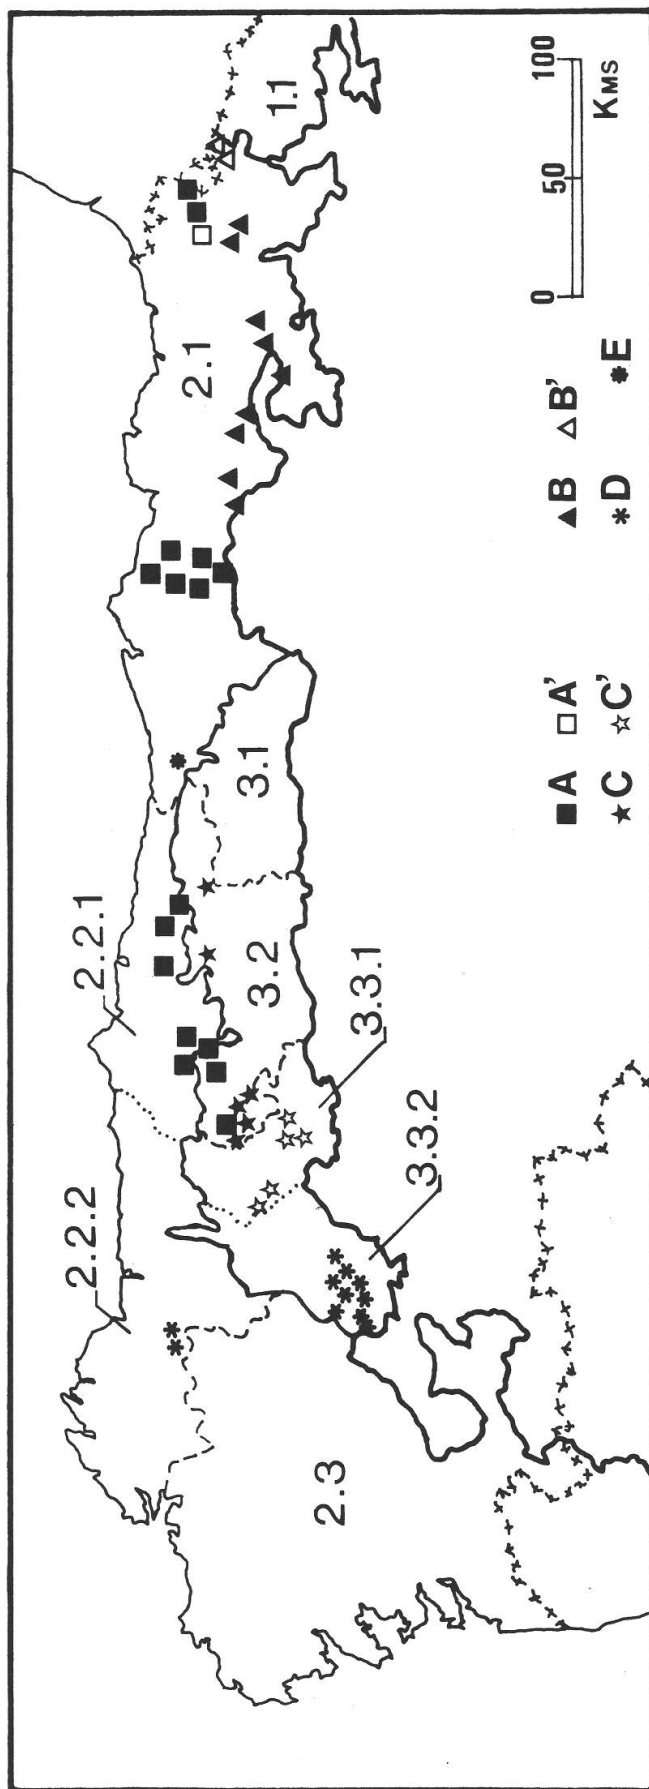 2.2.2
2.2.1
2.1
1.1
2.3
3.3.2
3.3.1
3.2
3.1
■ A □ A' ▲ B △ B'
★ C ☆ C' * D ✱ E
0 50 100
KMS